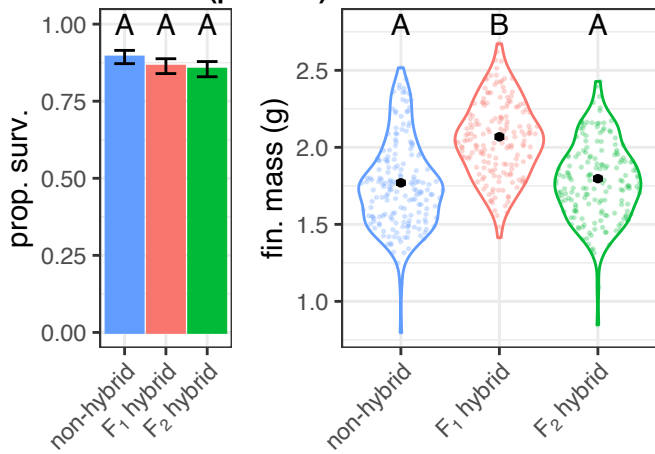 A A A
prop. surv.
1.00
0.75
0.50
0.25
0.00
non-hybrid
F₁ hybrid
F₂ hybrid
A B A
fin. mass (g)
2.5
2.0
1.5
1.0
non-hybrid
F₁ hybrid
F₂ hybrid